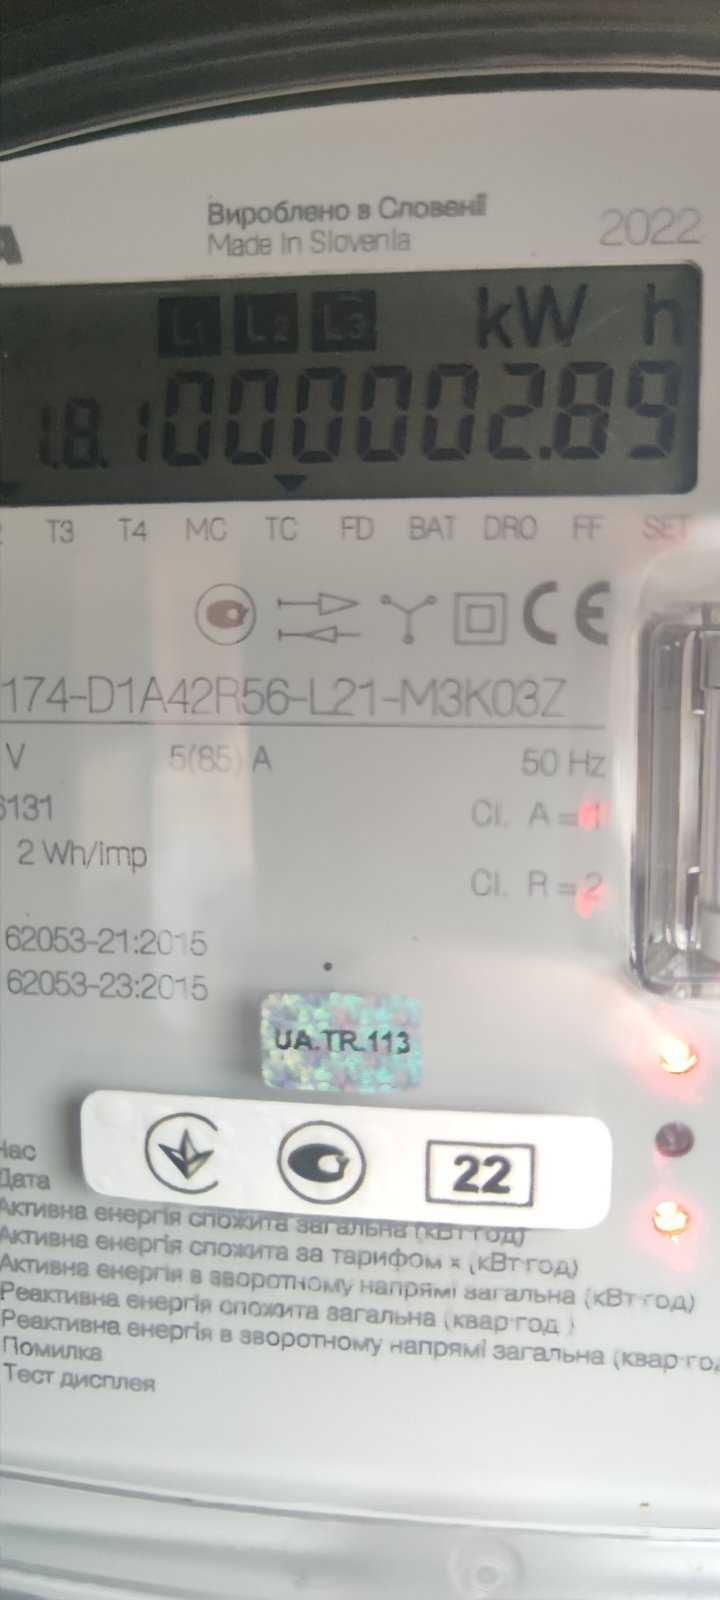 A
Вироблено в Словенії
Made in Slovenia
2022
L1 L2 L3 kW h
1.8.1 000002.89
T3 T4 MC TC FD BAT DRO FF SET
CE
174-D1A42R56-L21-M3K03Z
V 5(85) A 50 Hz
6131
Cl. A = 1
2 Wh/imp
Cl. R = 2
62053-21:2015
62053-23:2015
UA.TR.113
22
Час
Дата
Активна енергія спожита загальна (кВт·год)
Активна енергія спожита за тарифом x (кВт·год)
Активна енергія в зворотному напрямі загальна (кВт·год)
Реактивна енергія спожита загальна (квар·год)
Реактивна енергія в зворотному напрямі загальна (квар·год
Помилка
Тест дисплея